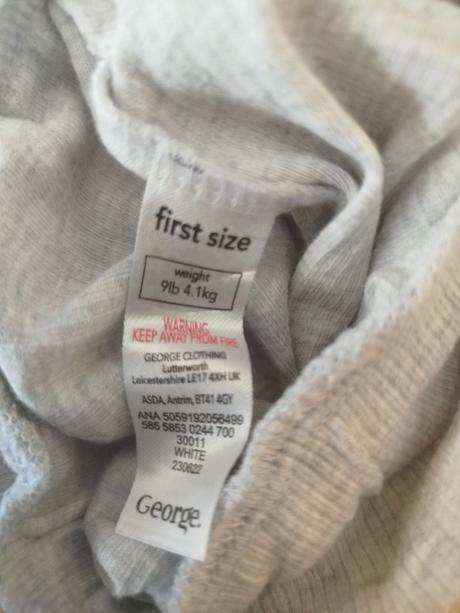 first size
weight
9lb 4.1kg
WARNING
KEEP AWAY FROM FIRE
GEORGE CLOTHING
Lutterworth
Leicestershire LE17 4XH UK
ASDA, Antrim, BT41 4GY
ANA 5059192056499
585 5853 0244 700
30011
WHITE
230622
George.